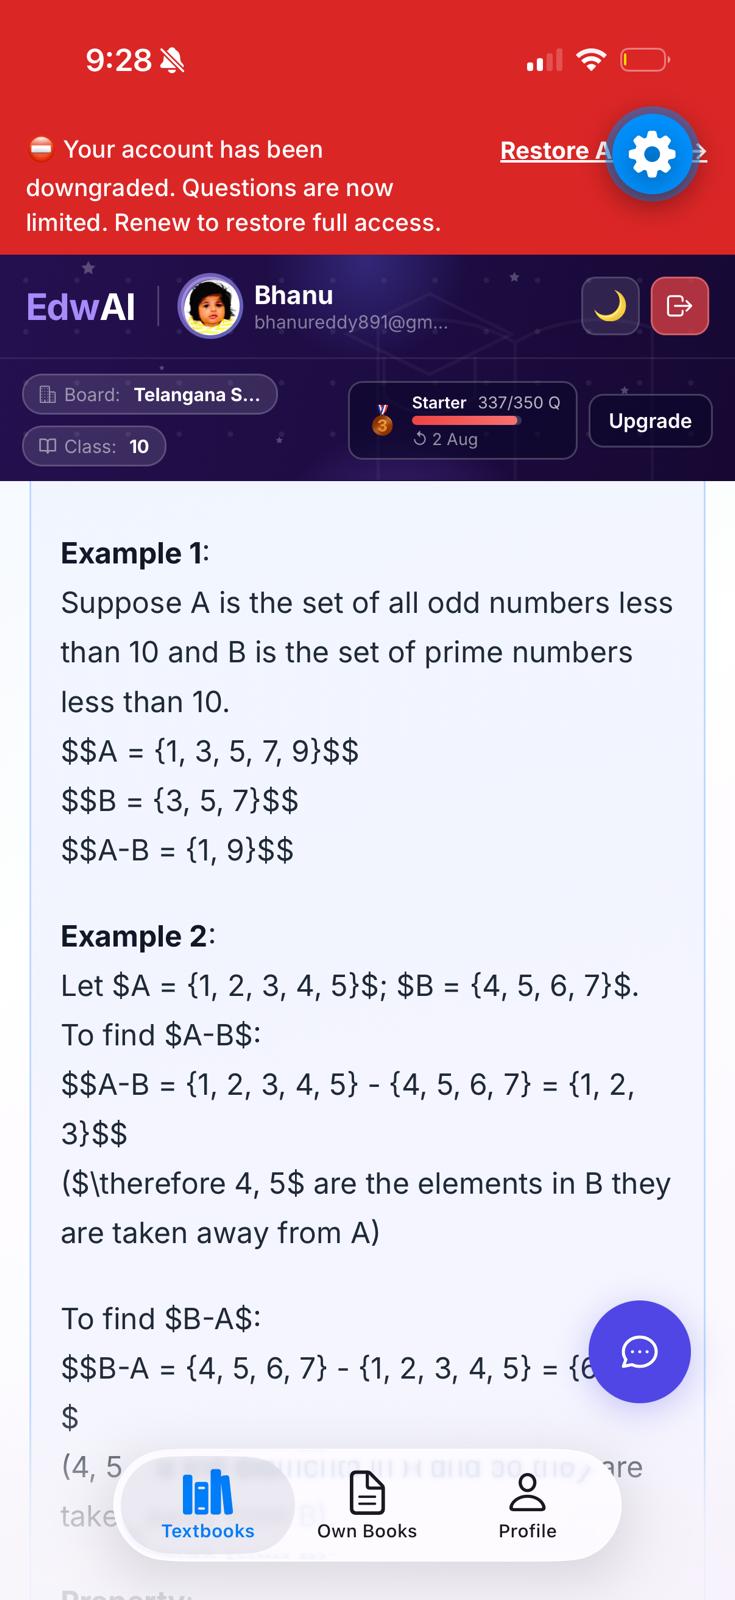 9:28
⛔ Your account has been
downgraded. Questions are now
limited. Renew to restore full access.
Restore A →
EdwAI
Bhanu
bhanureddy891@gm...
Board: Telangana S...
Class: 10
3
Starter 337/350 Q
2 Aug
Upgrade
Example 1:
Suppose A is the set of all odd numbers less
than 10 and B is the set of prime numbers
less than 10.
$$A = {1, 3, 5, 7, 9}$$
$$B = {3, 5, 7}$$
$$A-B = {1, 9}$$
Example 2:
Let $A = {1, 2, 3, 4, 5}$; $B = {4, 5, 6, 7}$.
To find $A-B$:
$$A-B = {1, 2, 3, 4, 5} - {4, 5, 6, 7} = {1, 2,
3}$$
($\therefore 4, 5$ are the elements in B they
are taken away from A)
To find $B-A$:
$$B-A = {4, 5, 6, 7} - {1, 2, 3, 4, 5} = {6
$
(4, 5 are
take
Property:
Textbooks
Own Books
Profile